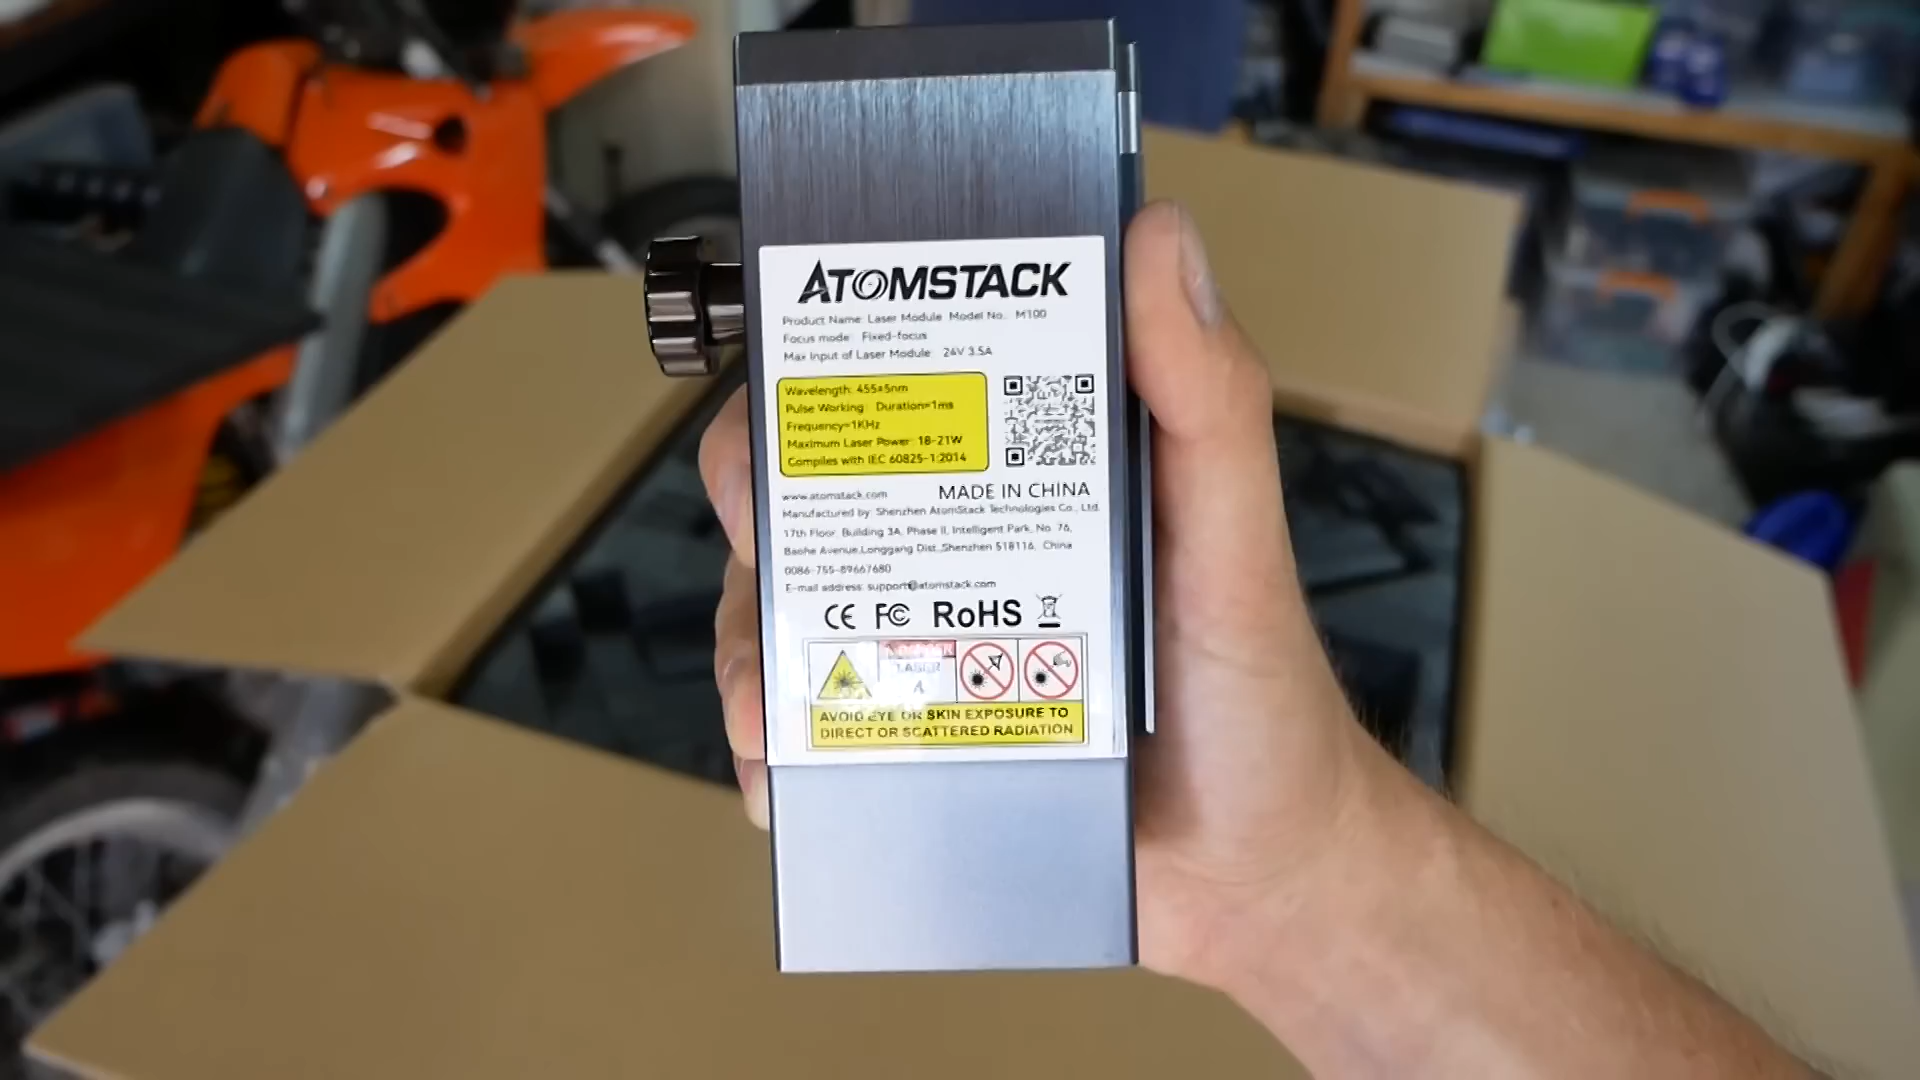 ATOMSTACK
Product Name: Laser Module Model No.: M100
Focus mode: Fixed-focus
Max Input of Laser Module: 24V 3.5A
Wavelength: 455±5nm
Pulse Working: Duration=1ms
Frequency=1KHz
Maximum Laser Power: 18-21W
Complies with IEC 60825-1:2014
www.atomstack.com
MADE IN CHINA
Manufactured by: Shenzhen AtomStack Technologies Co., Ltd.
17th Floor, Building 3A, Phase II, Intelligent Park, No. 76,
Baohe Avenue,Longgang Dist.,Shenzhen 518116, China
0086-755-89667680
E-mail address: support@atomstack.com
CE FC RoHS
DANGER
LASER
4
AVOID EYE OR SKIN EXPOSURE TO
DIRECT OR SCATTERED RADIATION